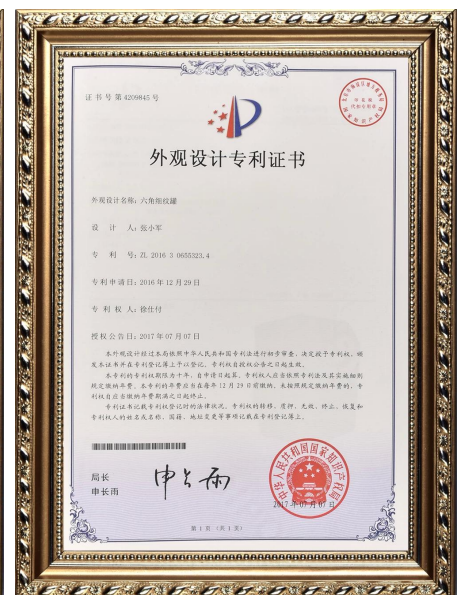 证书号第4209845号
外观设计专利证书
外观设计名称：六角细纹罐
设 计 人：张小军
专 利 号：ZL 2016 3 0655323.4
专利申请日：2016年12月29日
专 利 权 人：徐仕付
授权公告日：2017年07月07日
本外观设计经过本局依照中华人民共和国专利法进行初步审查，决定授予专利权，颁
发本证书并在专利登记簿上予以登记。专利权自授权公告之日起生效。
本专利的专利权期限为十年，自申请日起算。专利权人应当依照专利法及其实施细则
规定缴纳年费。本专利的年费应当在每年12月29日前缴纳。未按照规定缴纳年费的，专
利权自应当缴纳年费期满之日起终止。
专利证书记载专利权登记时的法律状况。专利权的转移、质押、无效、终止、恢复和
专利权人的姓名或名称、国籍、地址变更等事项记载在专利登记簿上。
局长
申长雨
申长雨
中华人民共和国国家知识产权局
2017年07月07日
第1页（共1页）